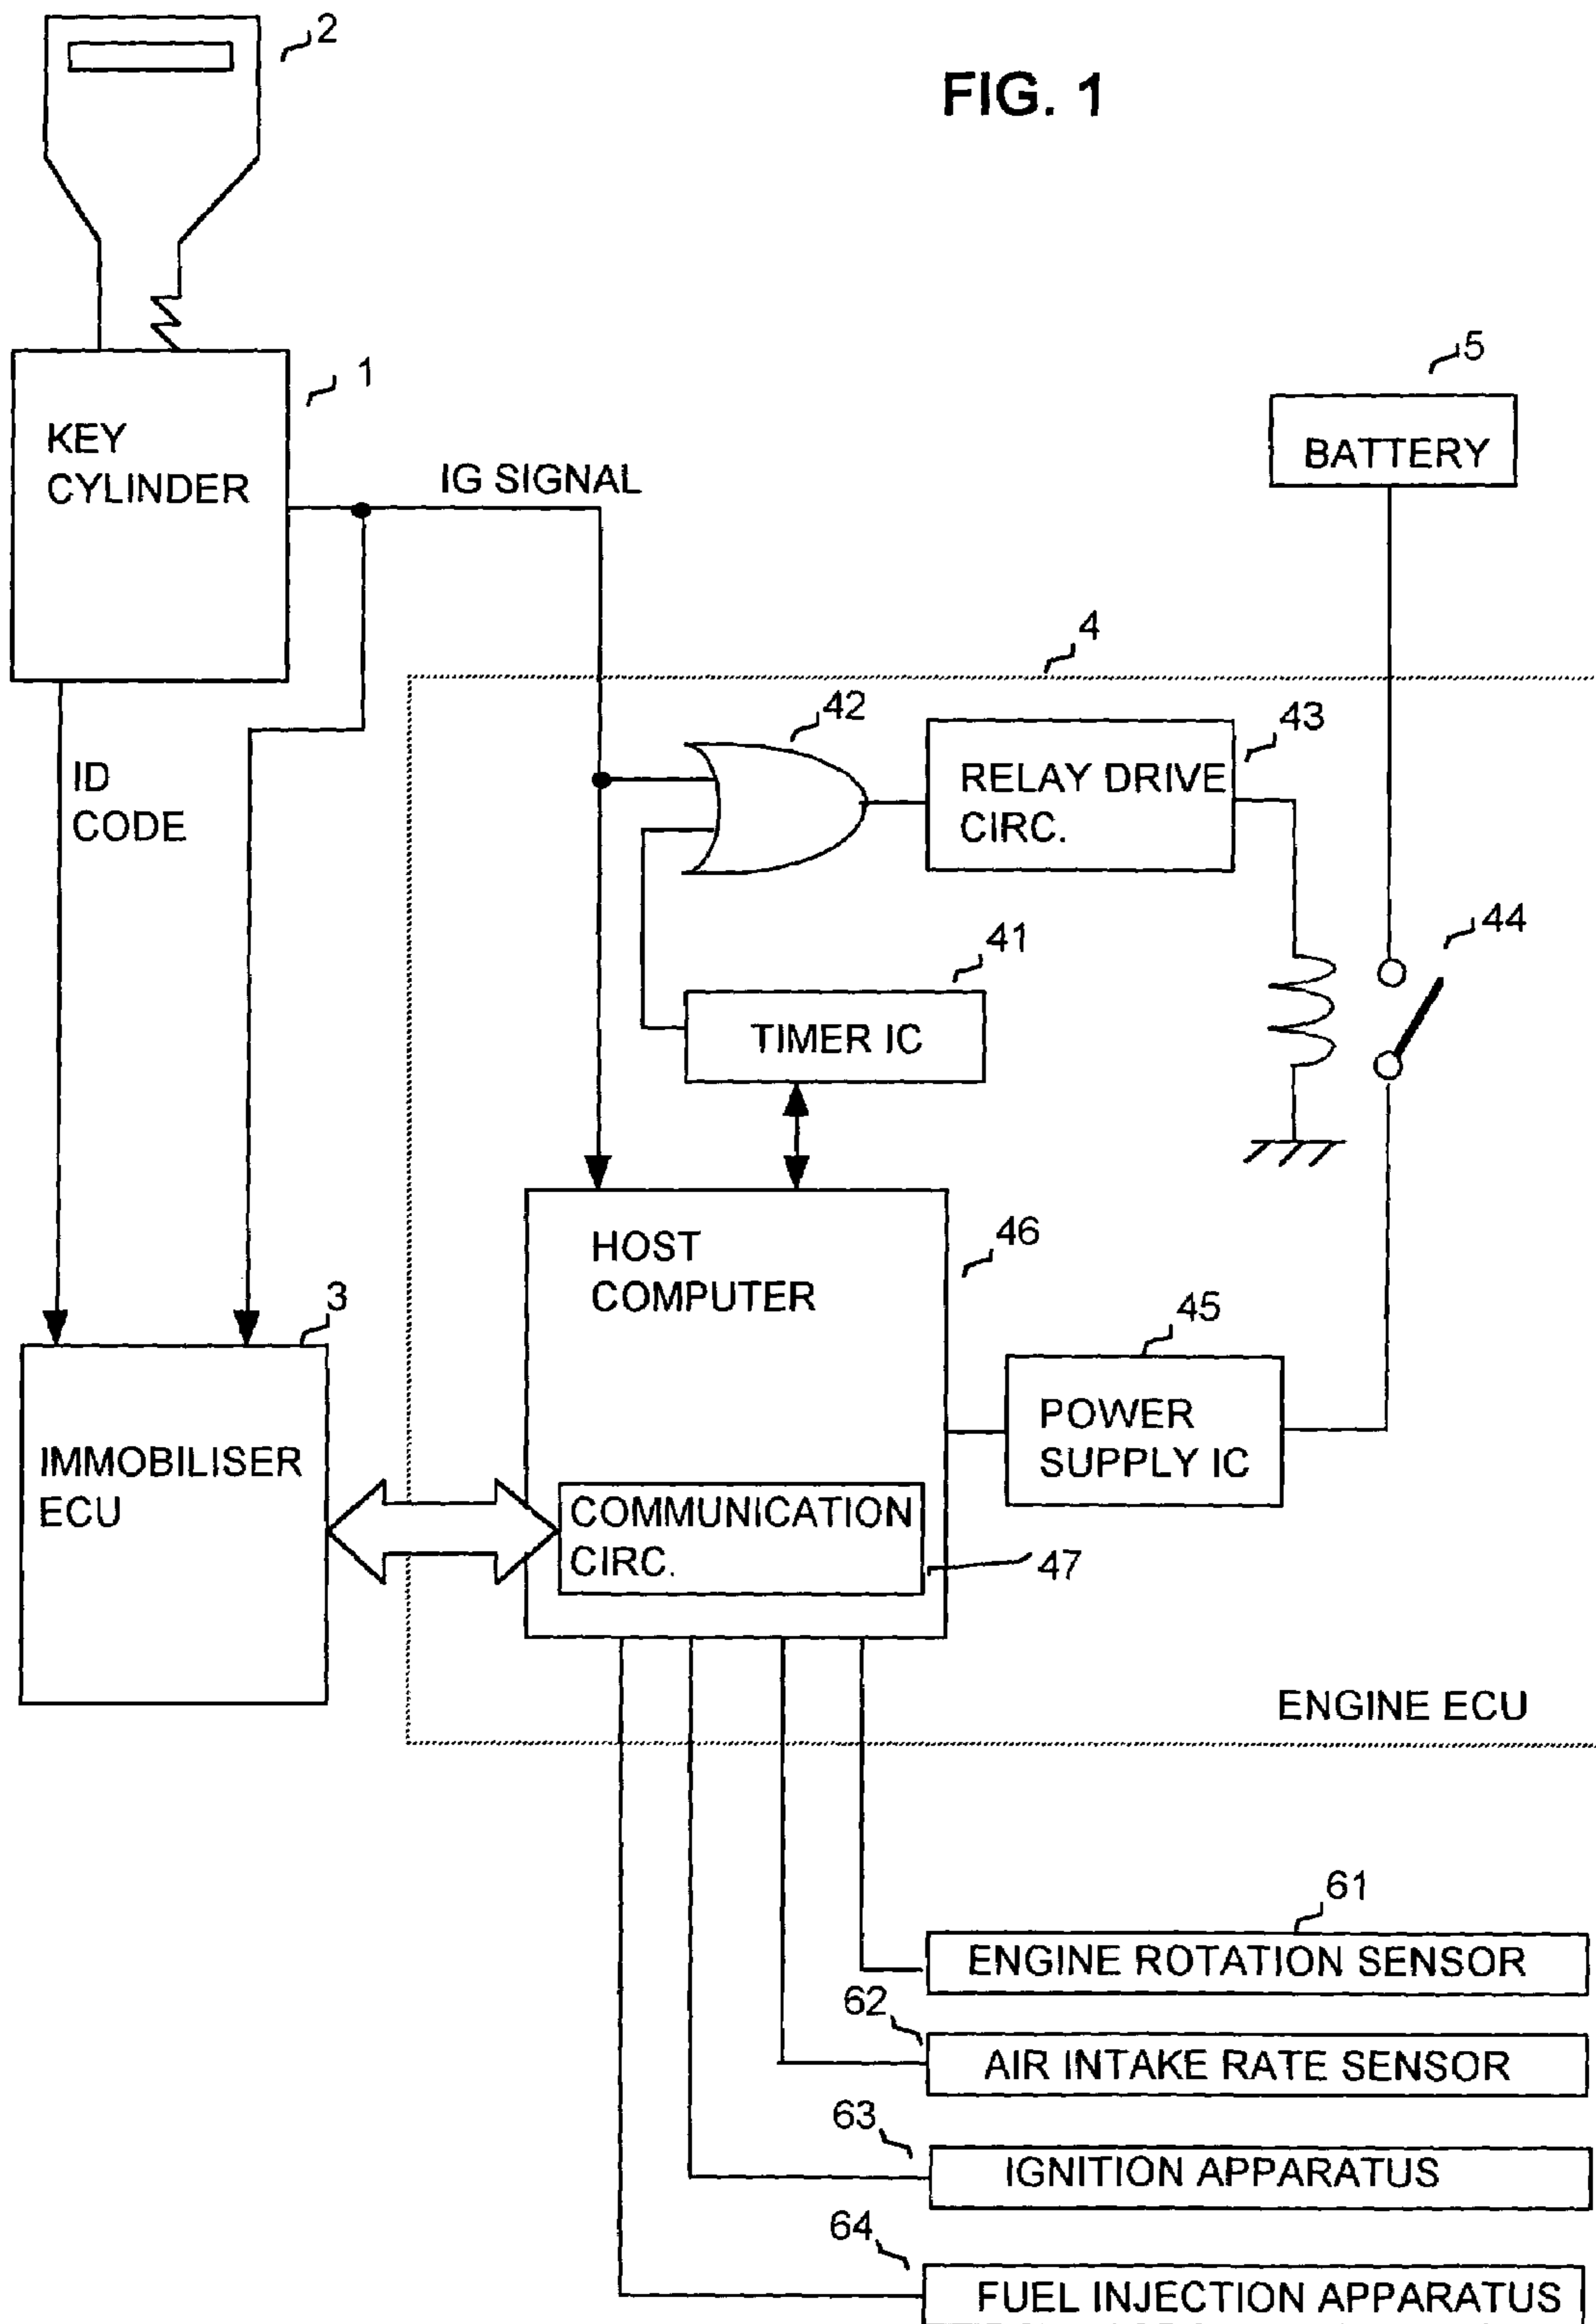 2
FIG. 1
1
5
KEY
CYLINDER
BATTERY
IG SIGNAL
4
42
43
RELAY DRIVE
CIRC.
ID
CODE
44
41
TIMER IC
46
HOST
COMPUTER
3
45
POWER
SUPPLY IC
IMMOBILISER
ECU
COMMUNICATION
CIRC.
47
ENGINE ECU
61
ENGINE ROTATION SENSOR
62
AIR INTAKE RATE SENSOR
63
IGNITION APPARATUS
64
FUEL INJECTION APPARATUS